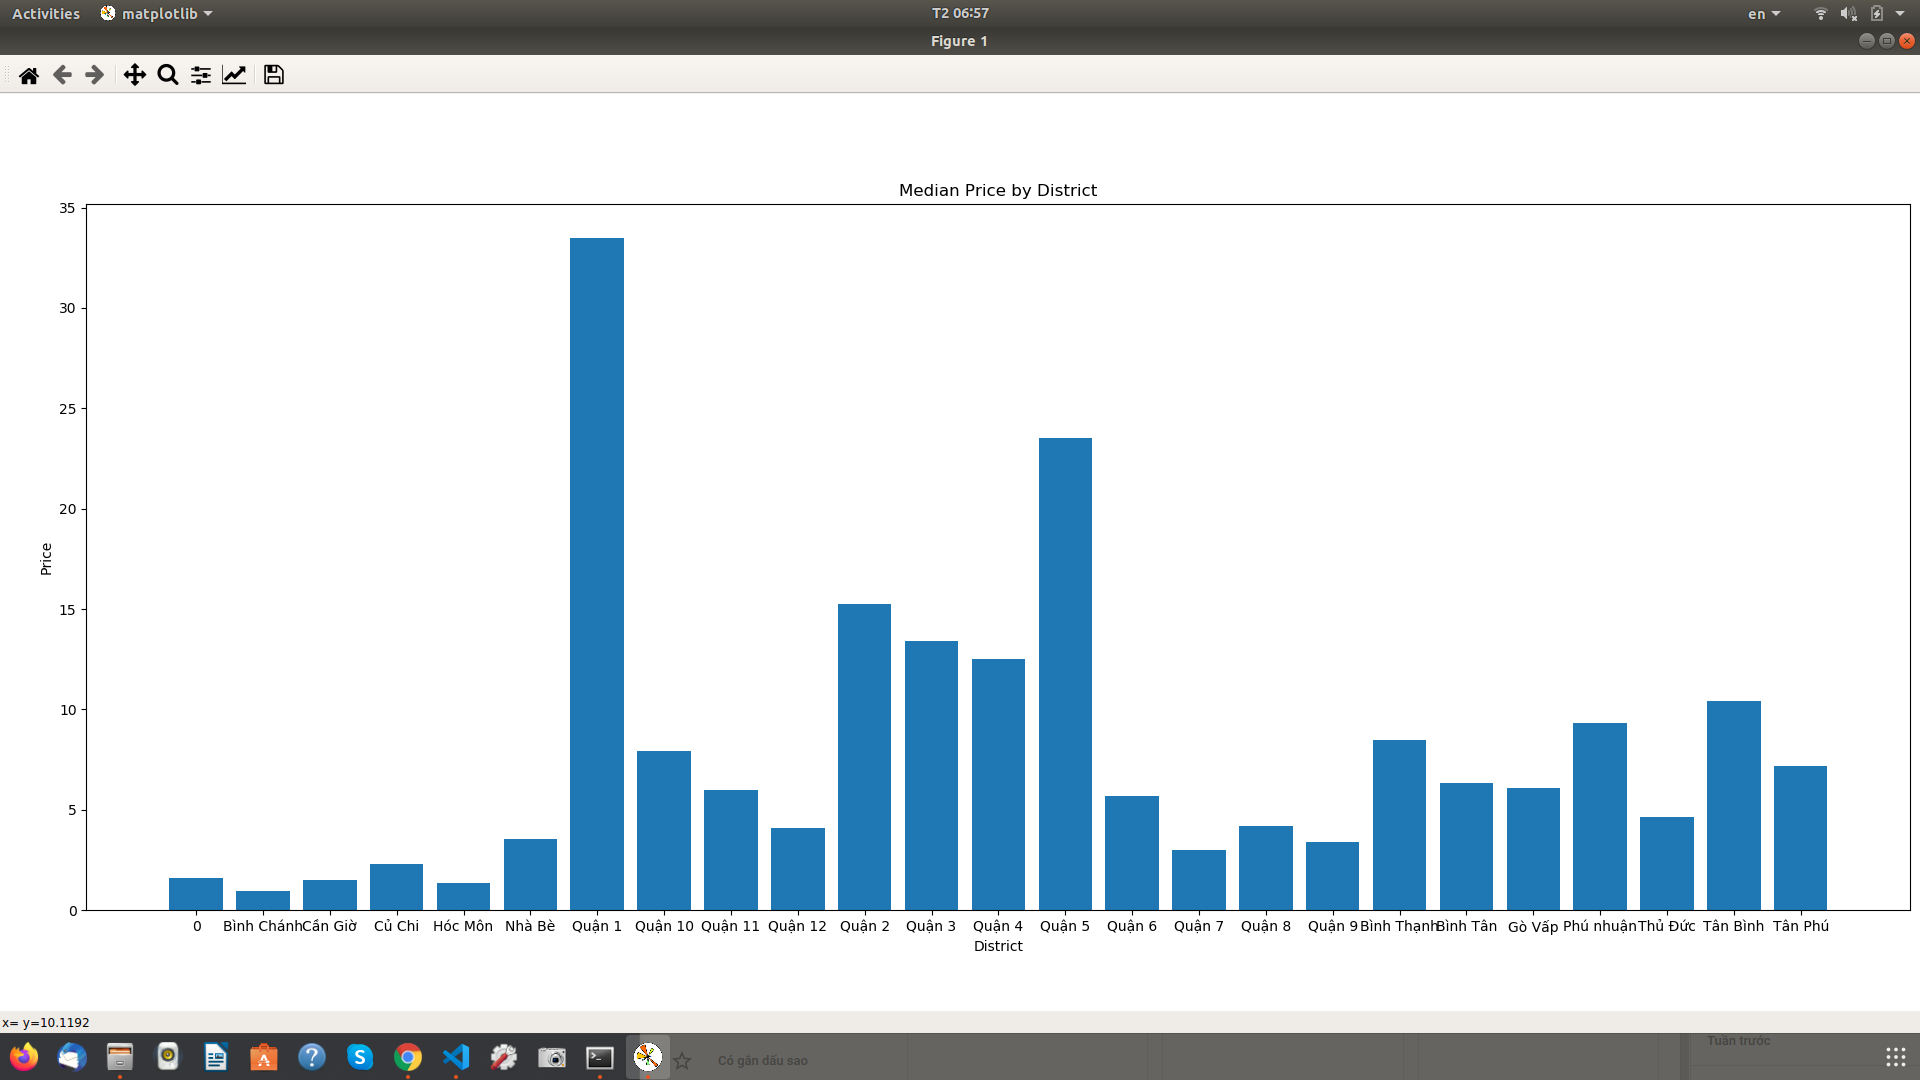 Activities matplotlib T2 06:57 en
Figure 1
Median Price by District
35
30
25
20
15
10
5
0
Price
0 Bình Chánh Cần Giờ Củ Chi Hóc Môn Nhà Bè Quận 1 Quận 10 Quận 11 Quận 12 Quận 2 Quận 3 Quận 4 Quận 5 Quận 6 Quận 7 Quận 8 Quận 9 Bình Thạnh Bình Tân Gò Vấp Phú nhuận Thủ Đức Tân Bình Tân Phú
District
x= y=10.1192
Có gắn dấu sao
Tuần trước